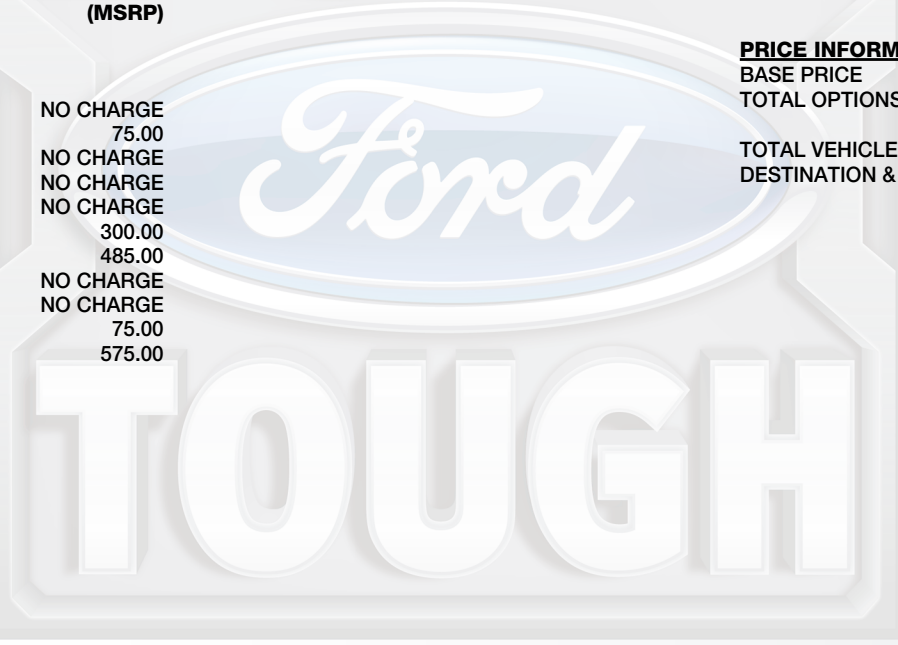 (MSRP)
NO CHARGE
75.00
NO CHARGE
NO CHARGE
NO CHARGE
300.00
485.00
NO CHARGE
NO CHARGE
75.00
575.00
PRICE INFORM
BASE PRICE
TOTAL OPTIONS
TOTAL VEHICLE
DESTINATION &
Ford
TOUGH